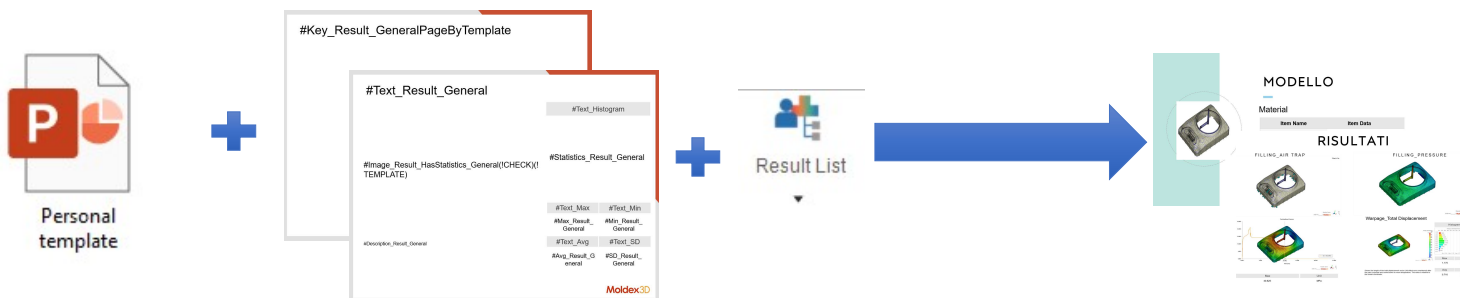 P
Personal
template
#Key_Result_GeneralPageByTemplate
#Text_Result_General
#Text_Histogram
#Image_Result_HasStatistics_General(!CHECK)(!
TEMPLATE)
#Statistics_Result_General
#Text_Max #Text_Min
#Max_Result_
General
#Min_Result_
General
#Description_Result_General
#Text_Avg #Text_SD
#Avg_Result_G
eneral
#SD_Result_
General
Moldex3D
Result List
MODELLO
Material
Item Name Item Data
RISULTATI
FILLING_AIR TRAP
FILLING_PRESSURE
Warpage_Total Displacement